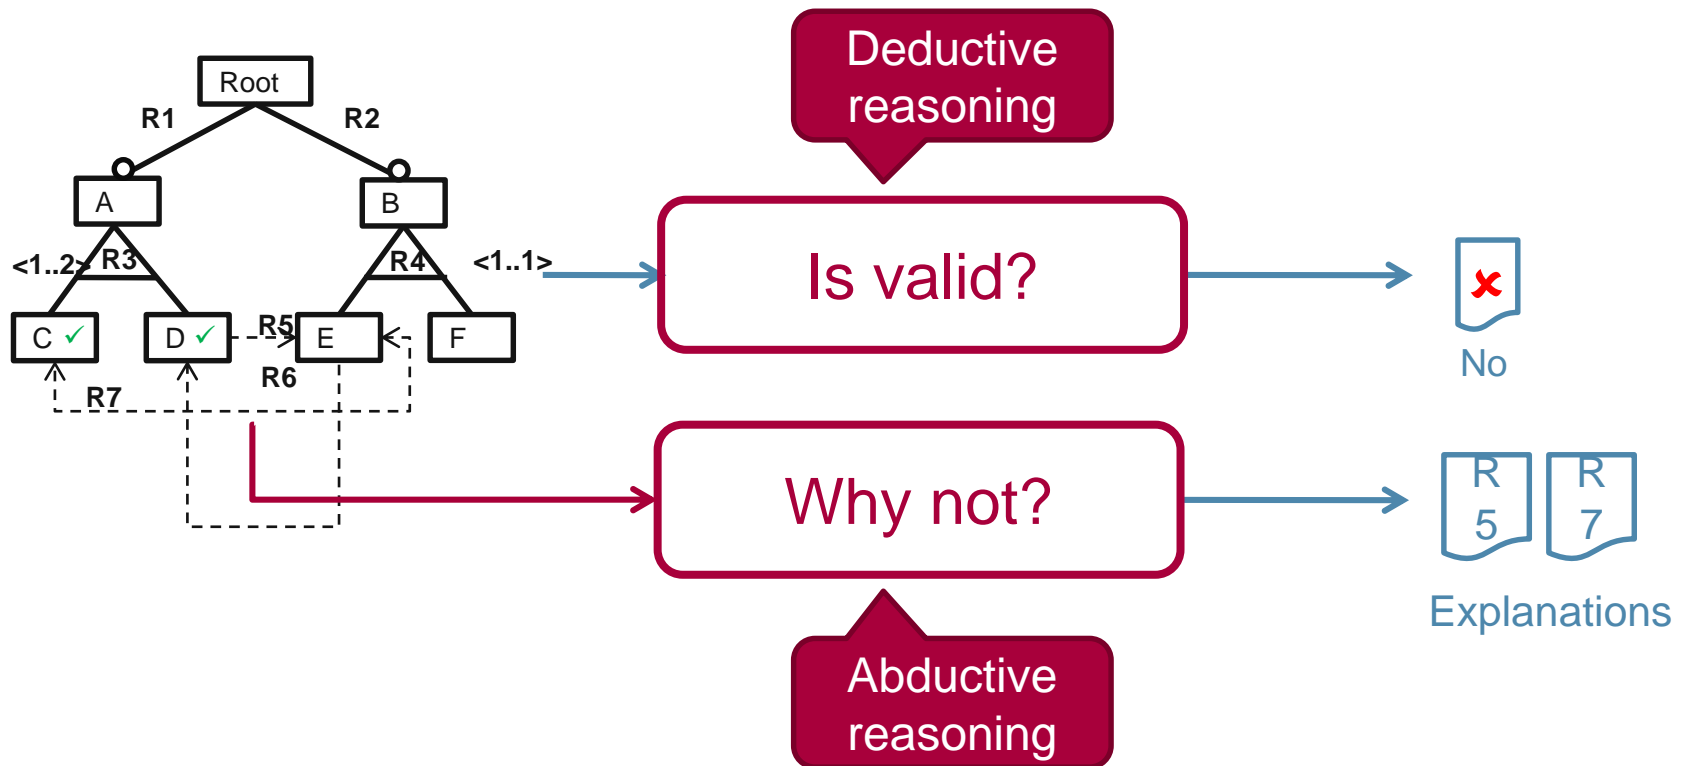 Root
R1
R2
A
B
<1..2>
R3
R4
<1..1>
C ✓
D ✓
R5
E
F
R6
R7
Deductive
reasoning
Is valid?
✘
No
Why not?
R
5
R
7
Explanations
Abductive
reasoning